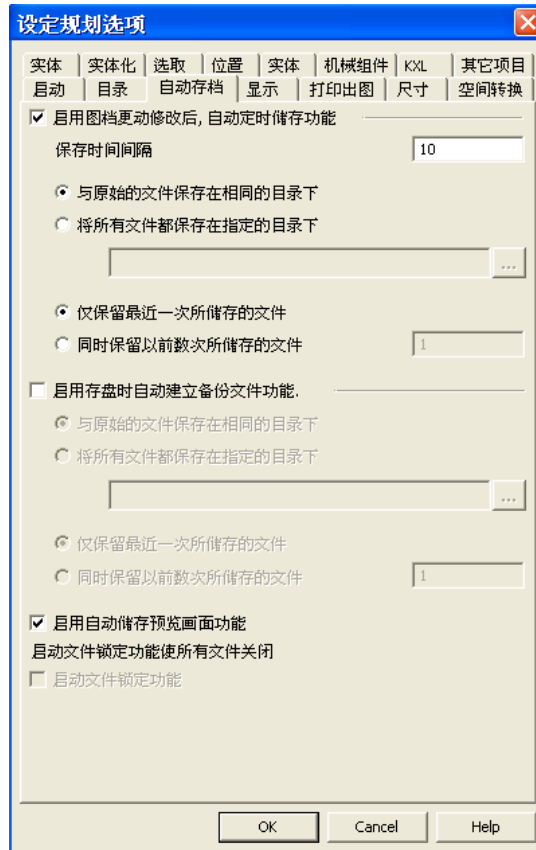 设定规划选项
实体 实体化 选取 位置 实体 机械组件 KXL 其它项目
启动 目录 自动存档 显示 打印出图 尺寸 空间转换
启用图档更动修改后, 自动定时储存功能
保存时间间隔 10
与原始的文件保存在相同的目录下
将所有文件都保存在指定的目录下
...
仅保留最近一次所储存的文件
同时保留以前数次所储存的文件 1
启用存盘时自动建立备份文件功能.
与原始的文件保存在相同的目录下
将所有文件都保存在指定的目录下
...
仅保留最近一次所储存的文件
同时保留以前数次所储存的文件 1
启用自动储存预览画面功能
启动文件锁定功能使所有文件关闭
启动文件锁定功能
OK Cancel Help